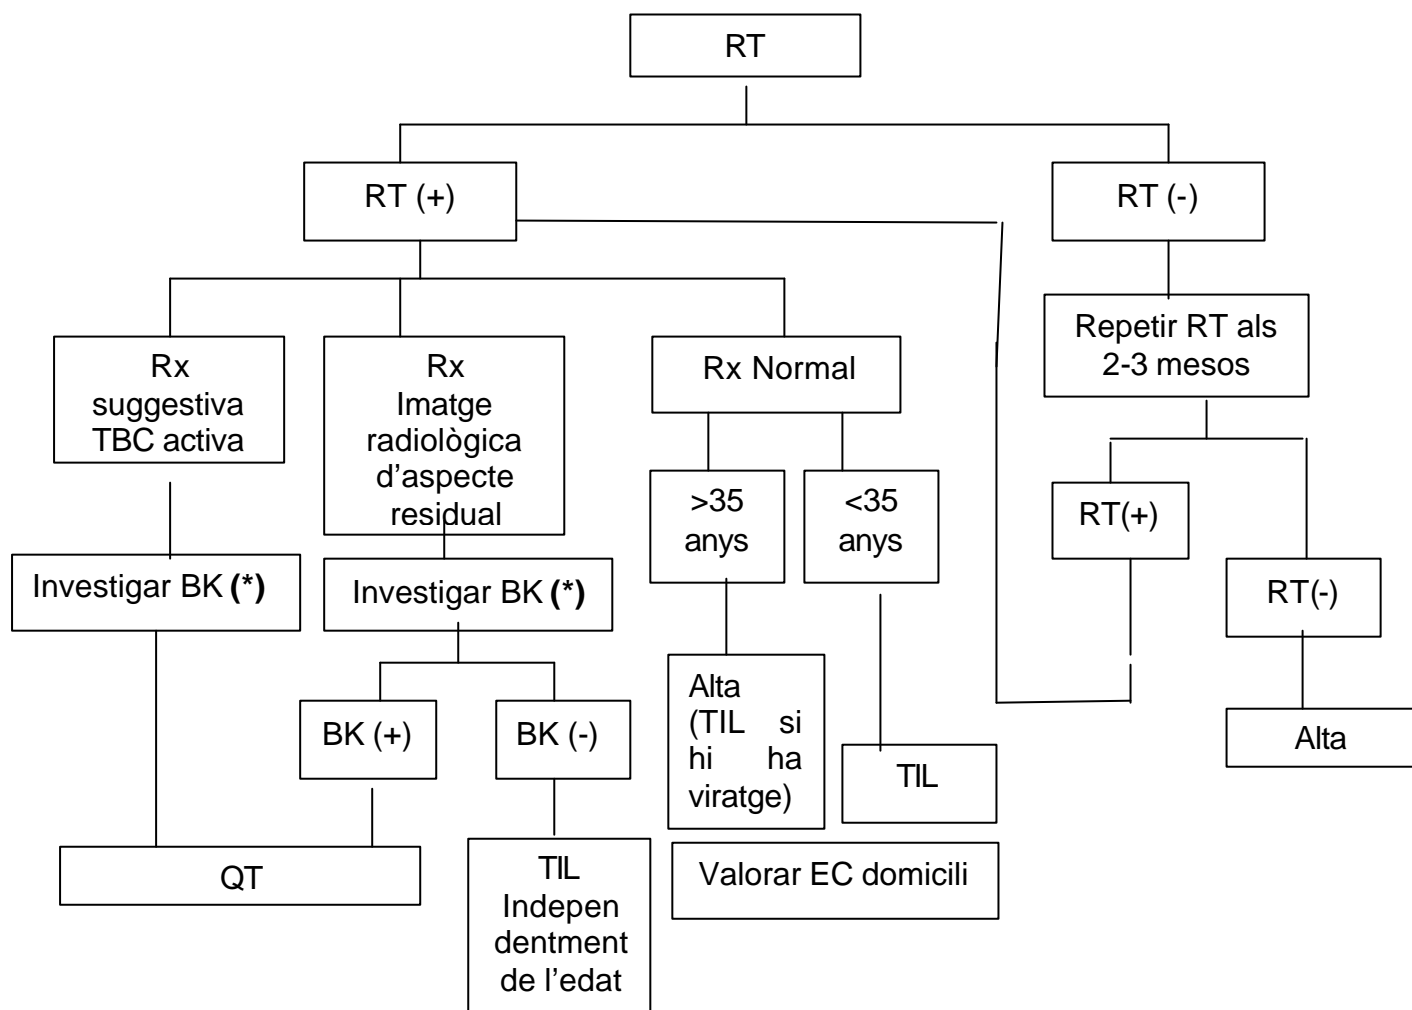 RT
RT (+)
RT (-)
Rx
suggestiva
TBC activa
Rx
Imatge
radiològica
d’aspecte
residual
Rx Normal
Repetir RT als
2-3 mesos
>35
anys
<35
anys
RT(+)
RT(-)
Investigar BK (*)
Investigar BK (*)
BK (+)
BK (-)
Alta
(TIL si
hi ha
viratge)
TIL
Alta
QT
TIL
Indepen
dentment
de l’edat
Valorar EC domicili